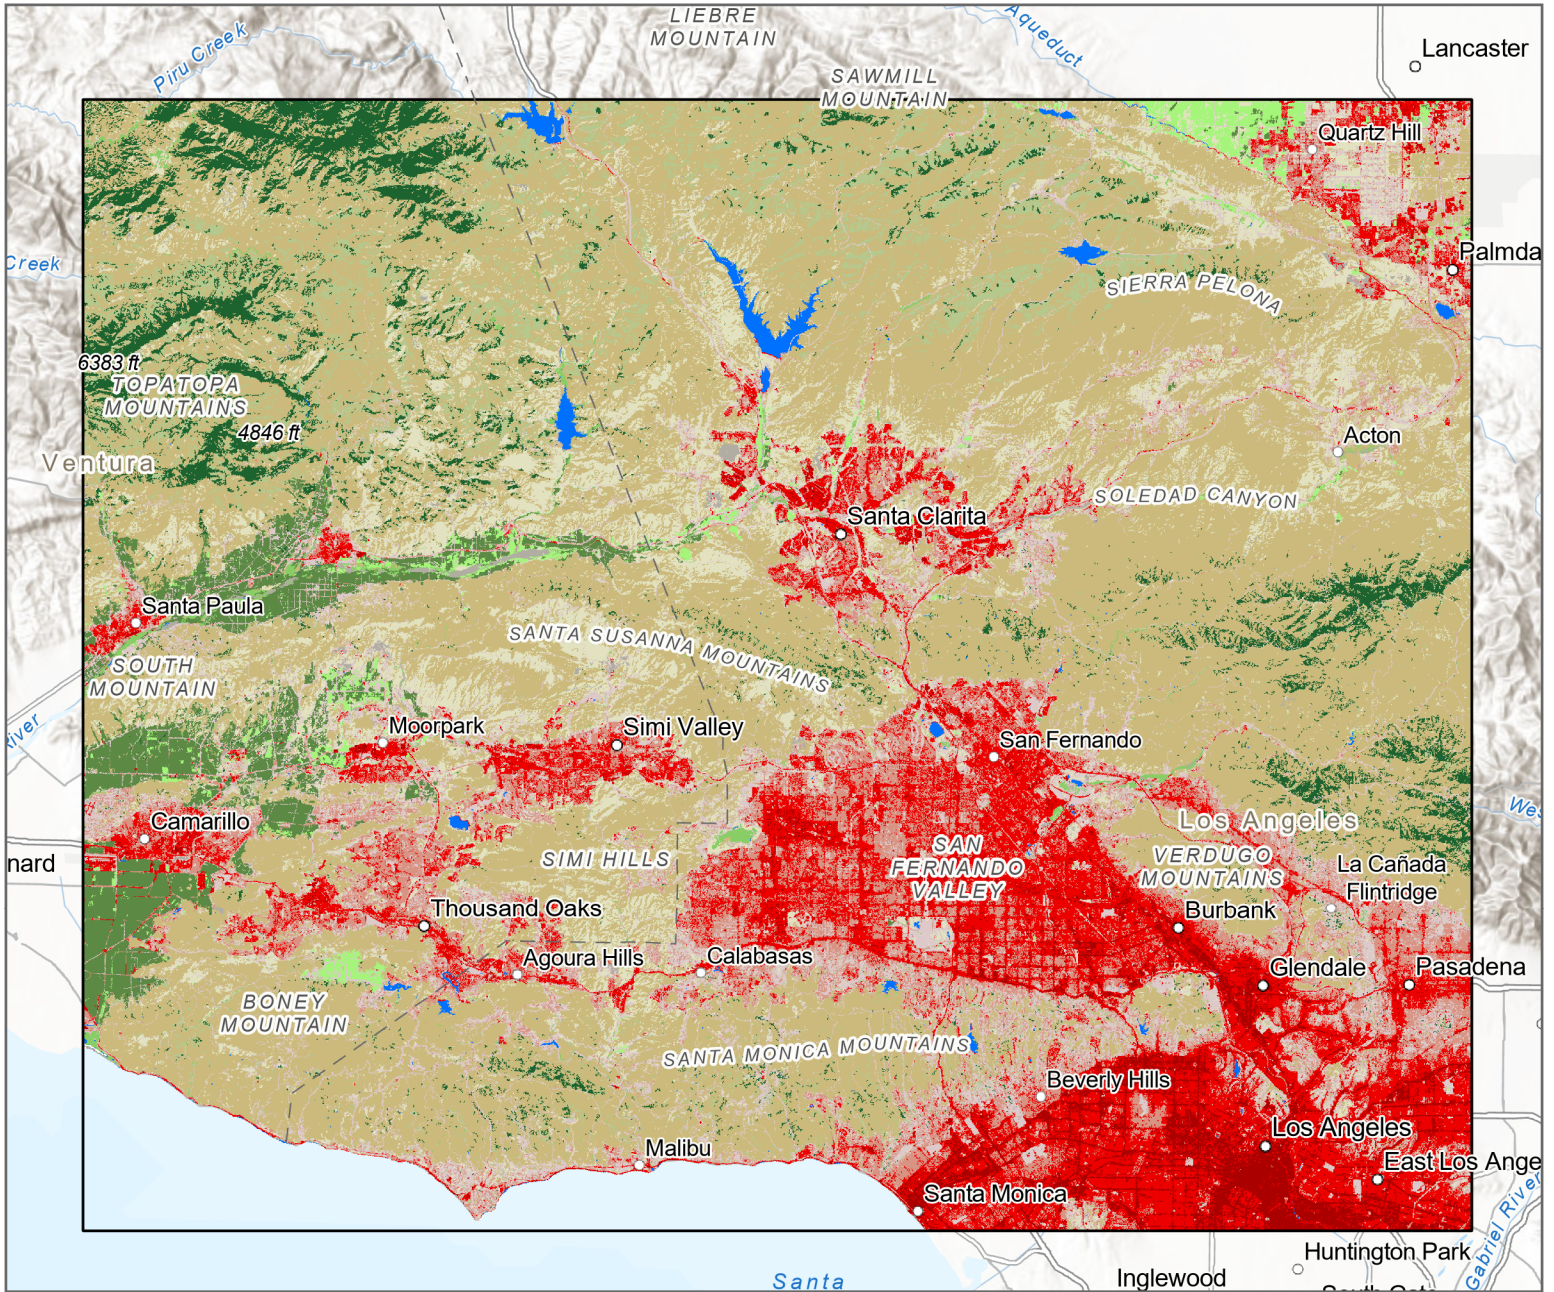 LIEBRE
MOUNTAIN
Aqueduct
Piru Creek
Lancaster
SAWMILL
MOUNTAIN
Quartz Hill
Palmda
Creek
SIERRA PELONA
6383 ft
TOPATOPA
MOUNTAINS
4846 ft
Acton
Ventura
SOLEDAD CANYON
Santa Clarita
Santa Paula
SANTA SUSANNA MOUNTAINS
SOUTH
MOUNTAIN
River
Moorpark
Simi Valley
San Fernando
Camarillo
Los Angeles
Wes
nard
SIMI HILLS
SAN
FERNANDO
VALLEY
VERDUGO
MOUNTAINS
La Cañada
Flintridge
Thousand Oaks
Burbank
Agoura Hills
Calabasas
Glendale
Pasadena
BONEY
MOUNTAIN
SANTA MONICA MOUNTAINS
Beverly Hills
Los Angeles
Malibu
East Los Ange
Santa Monica
Gabriel River
Huntington Park
Santa
Inglewood
South Gate